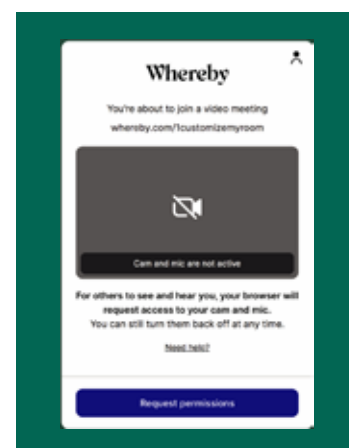 Whereby
You're about to join a video meeting
whereby.com/1customizemyroom
Cam and mic are not active
For others to see and hear you, your browser will
request access to your cam and mic.
You can still turn them back off at any time.
Need help?
Request permissions